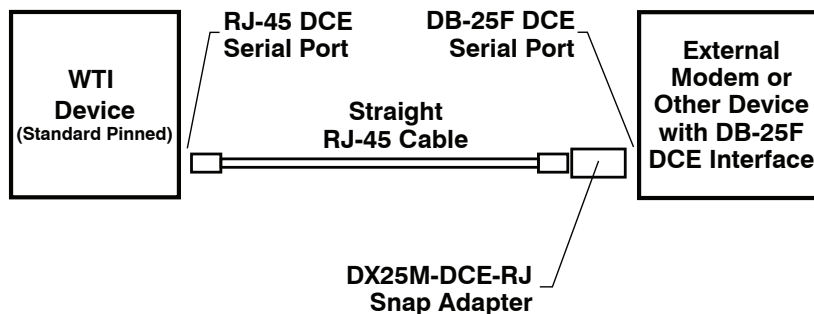 RJ-45 DCE
Serial Port
DB-25F DCE
Serial Port
WTI
Device
(Standard Pinned)
Straight
RJ-45 Cable
External
Modem or
Other Device
with DB-25F
DCE Interface
DX25M-DCE-RJ
Snap Adapter